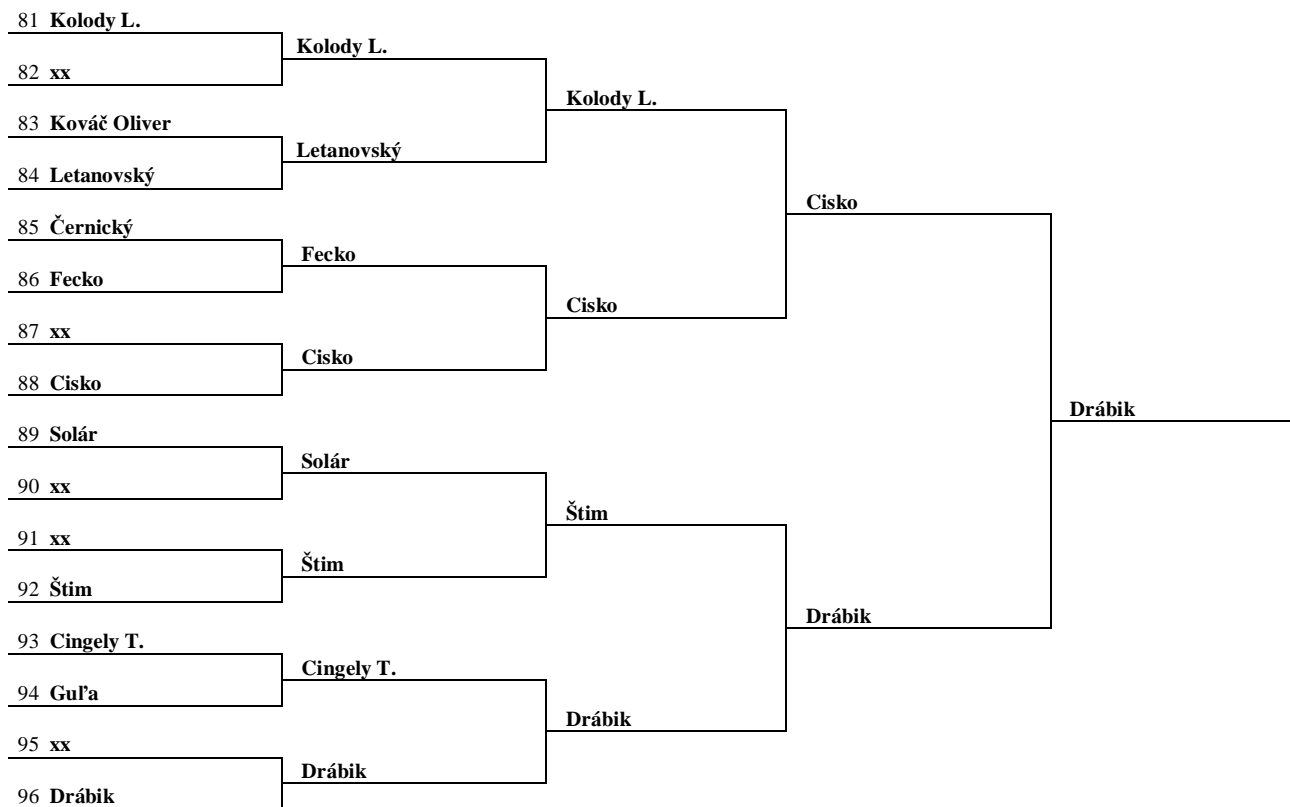 81 Kolody L.
Kolody L.
82 xx
Kolody L.
83 Kováč Oliver
Letanovský
84 Letanovský
Cisko
85 Černický
Fecko
86 Fecko
Cisko
87 xx
Cisko
88 Cisko
Drábik
89 Solár
Solár
90 xx
Štim
91 xx
Štim
92 Štim
Drábik
93 Cingely T.
Cingely T.
94 Guľa
Drábik
95 xx
Drábik
96 Drábik